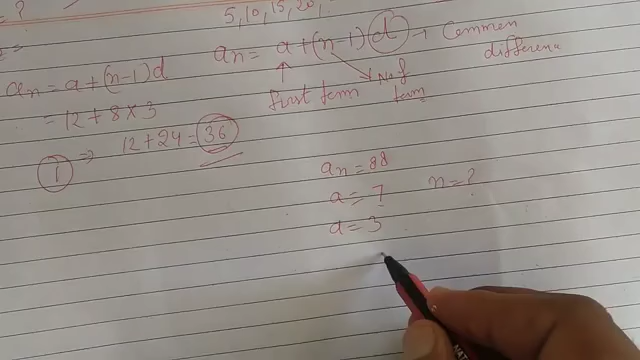 = ?
5, 10, 15, 20, .
an = a + (n-1) d → Common difference
first term
No of term
an = a + (n-1) d
= 12 + 8 × 3
① ⇒ 12 + 24 = 36
an = 88
a = 7 n = ?
d = 3